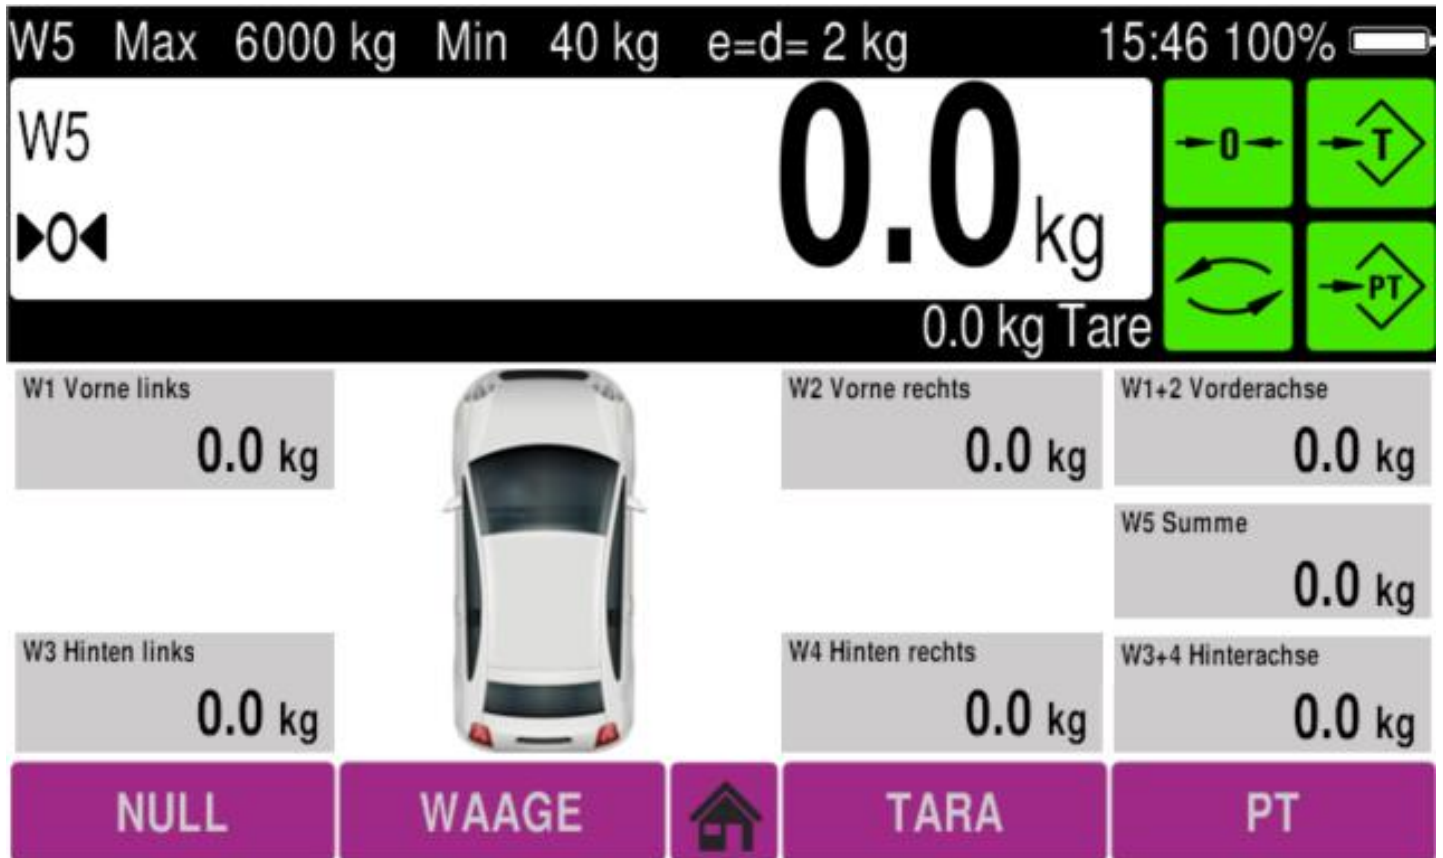 W5 Max 6000 kg Min 40 kg e=d= 2 kg 15:46 100%
W5
0.0 kg
→0←
→T
>0<
→PT
0.0 kg Tare
W1 Vorne links
0.0 kg
W2 Vorne rechts
0.0 kg
W1+2 Vorderachse
0.0 kg
W5 Summe
0.0 kg
W3 Hinten links
0.0 kg
W4 Hinten rechts
0.0 kg
W3+4 Hinterachse
0.0 kg
NULL
WAAGE
TARA
PT